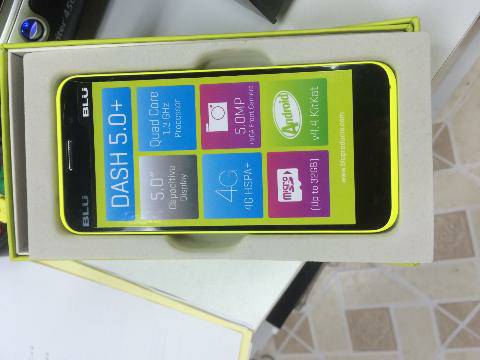 BLU
BLU
DASH 5.0+
Quad Core
1.3 GHz
Processor
5.0MP
Android
v4.4 KitKat
5.0"
Capacitive
Display
4G
4G HSPA+
micro
SD
(Up to 32GB)
www.bluproducts.com